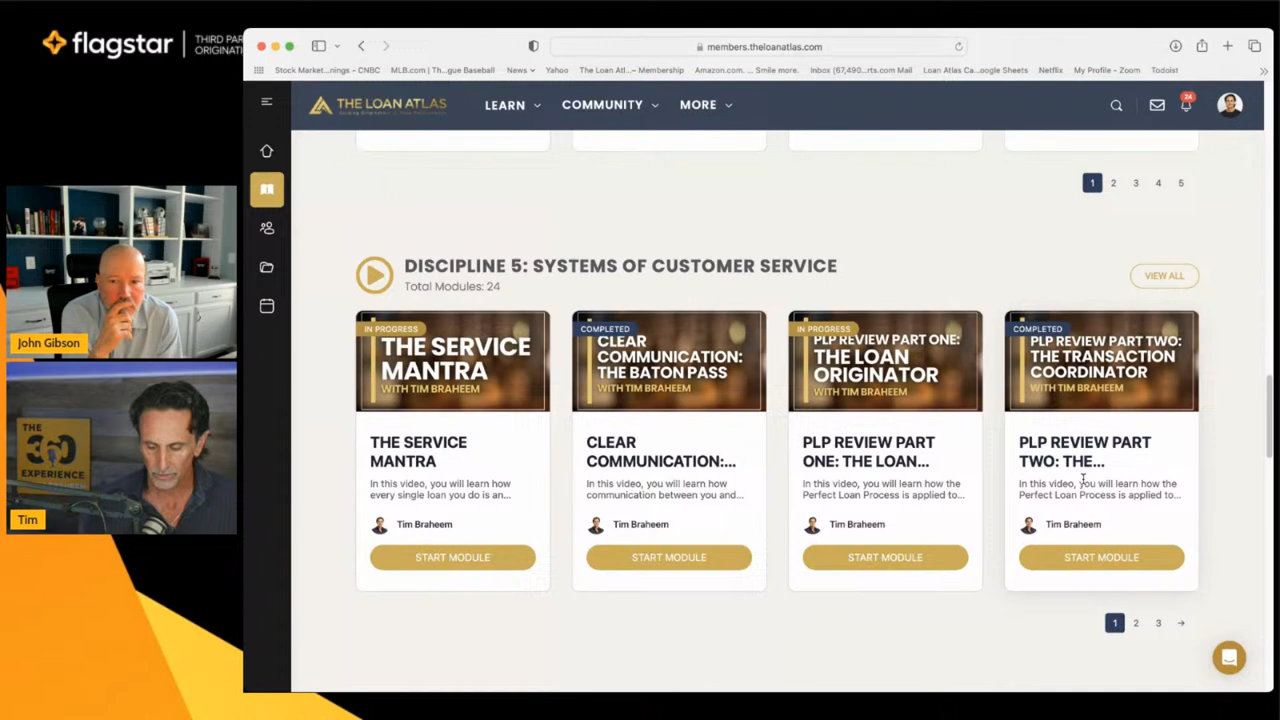 flagstar
THIRD PAR
ORIGINATI
members.theloanatlas.com
Stock Market...nings – CNBC
MLB.com | Th...gue Baseball
News
Yahoo
The Loan Atl... – Membership
Amazon.com. ... Smile more.
Inbox (67,490...rts.com Mail
Loan Atlas Ca...oogle Sheets
Netflix
My Profile - Zoom
Todoist
THE LOAN ATLAS
LEARN
COMMUNITY
MORE
24
1 2 3 4 5
DISCIPLINE 5: SYSTEMS OF CUSTOMER SERVICE
Total Modules: 24
VIEW ALL
IN PROGRESS
THE SERVICE
MANTRA
WITH TIM BRAHEEM
THE SERVICE
MANTRA
In this video, you will learn how
every single loan you do is an...
Tim Braheem
START MODULE
COMPLETED
CLEAR
COMMUNICATION:
THE BATON PASS
WITH TIM BRAHEEM
CLEAR
COMMUNICATION:...
In this video, you will learn how
communication between you and...
Tim Braheem
START MODULE
IN PROGRESS
PLP REVIEW PART ONE:
THE LOAN
ORIGINATOR
WITH TIM BRAHEEM
PLP REVIEW PART
ONE: THE LOAN...
In this video, you will learn how the
Perfect Loan Process is applied to...
Tim Braheem
START MODULE
COMPLETED
PLP REVIEW PART TWO:
THE TRANSACTION
COORDINATOR
WITH TIM BRAHEEM
PLP REVIEW PART
TWO: THE...
In this video, you will learn how the
Perfect Loan Process is applied to...
Tim Braheem
START MODULE
1 2 3 →
John Gibson
THE
360
EXPERIENCE
Tim